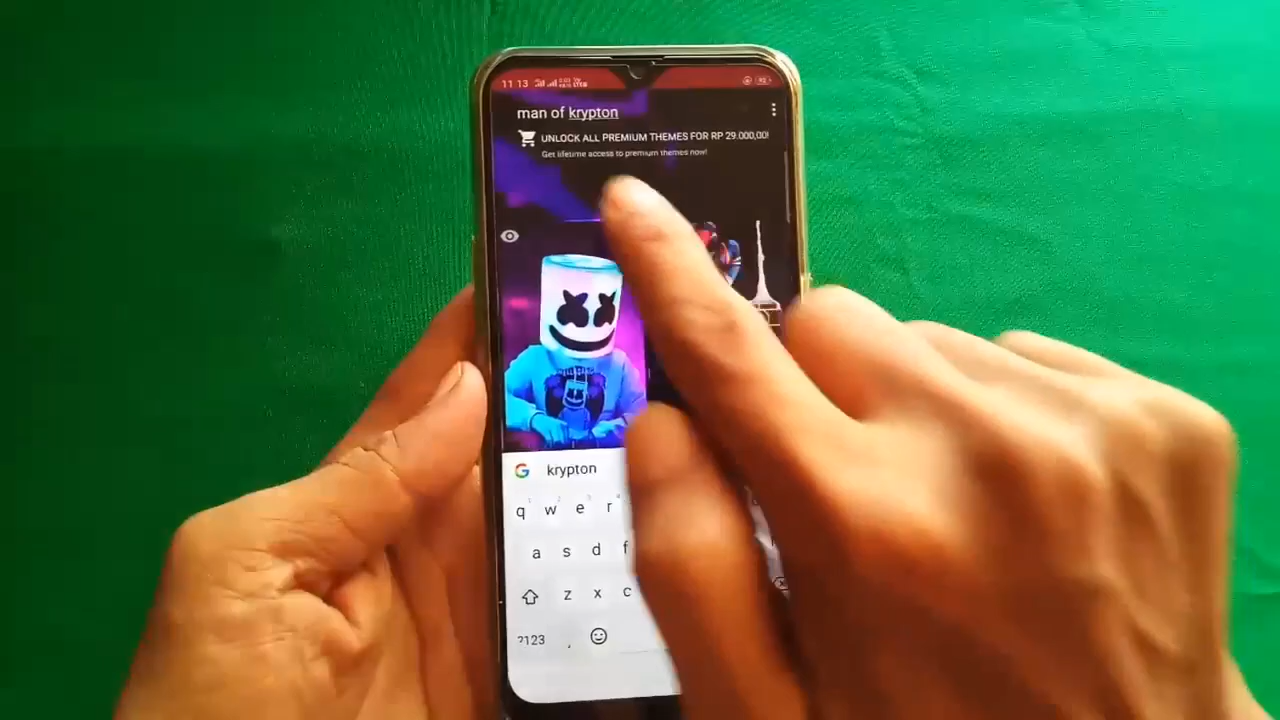 11 13
man of krypton
UNLOCK ALL PREMIUM THEMES FOR RP 29.000,00!
Get lifetime access to premium themes now!
G krypton
q w e r
a s d f
z x c
?123 ,